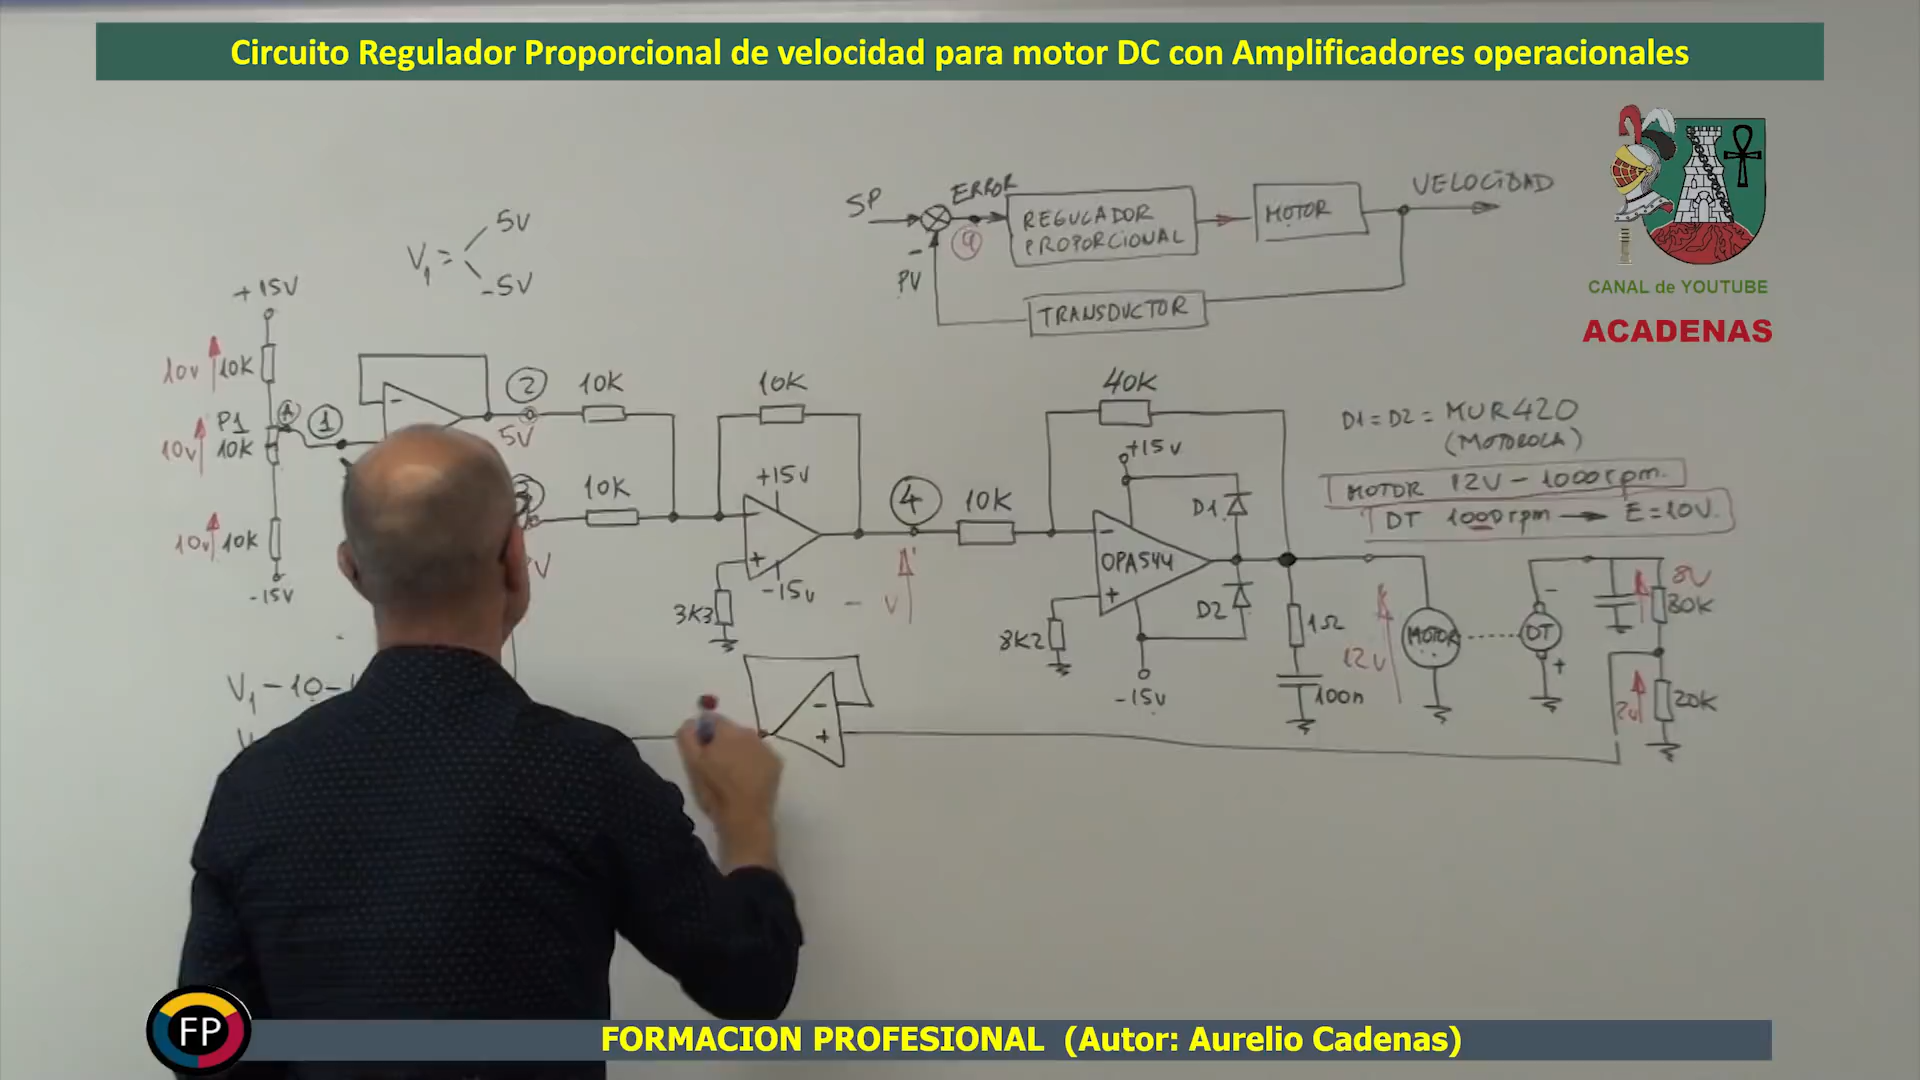 Circuito Regulador Proporcional de velocidad para motor DC con Amplificadores operacionales
CANAL de YOUTUBE
ACADENAS
SP
ERROR
REGULADOR
PROPORCIONAL
MOTOR
VELOCIDAD
-
PV
TRANSDUCTOR
V1 =
5V
-5V
+15V
10V
10K
P1
10V
10K
A
1
10V
10K
-15V
-
2
5V
10K
10K
10K
+15V
-
+
-15V
3K3
4
- V
10K
40K
+15V
-
OPA544
+
8K2
-15V
D1
D2
D1=D2= MUR420
(MOTOROLA)
MOTOR 12V - 1000rpm.
DT 1000rpm → E=10V.
1Ω
100n
12V
MOTOR
DT
-
+
8V
80K
2V
20K
V1-10-
-
+
FP
FORMACION PROFESIONAL (Autor: Aurelio Cadenas)